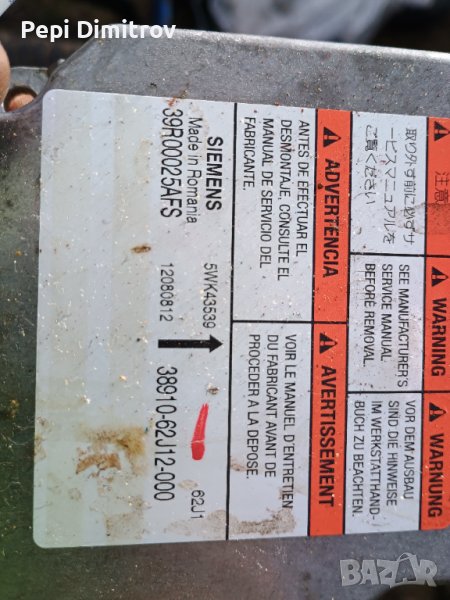 Pepi Dimitrov
注意
取り外す前に必ずサ
ービスマニュアルを
ご覧ください
WARNING
SEE MANUFACTURER'S
SERVICE MANUAL
BEFORE REMOVAL.
WARNUNG
VOR DEM AUSBAU
SIND DIE HINWEISE
IM WERKSTATTHAND-
BUCH ZU BEACHTEN.
ADVERTENCIA
ANTES DE EFECTUAR EL
DESMONTAJE, CONSULTE EL
MANUAL DE SERVICIO DEL
FABRICANTE.
AVERTISSEMENT
VOIR LE MANUEL D'ENTRETIEN
DU FABRICANT AVANT DE
PROCEDER A LA DEPOSE.
SIEMENS
Made in Romania
39R00025AFS
5WK43539
12080812
62J1
38910-62J12-000
BAZAR